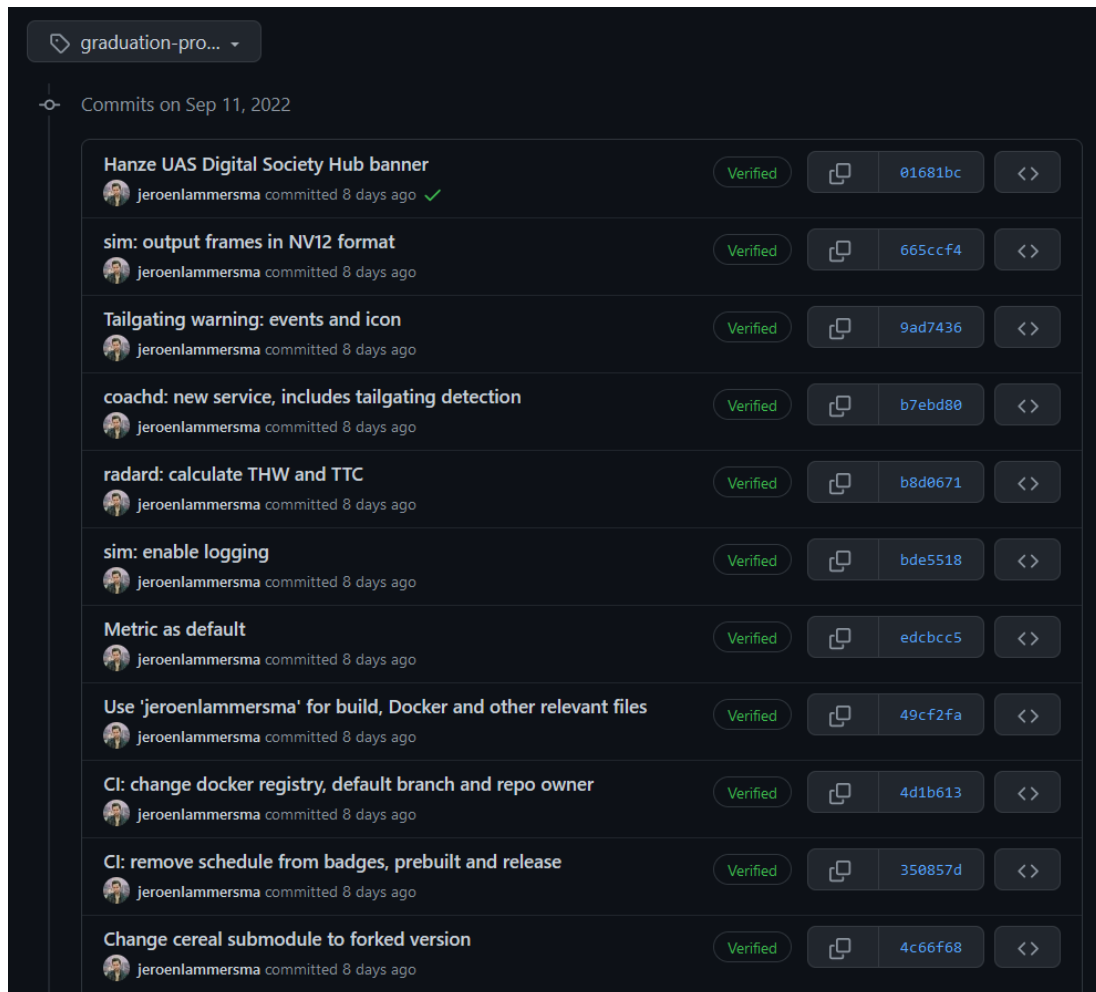 graduation-pro...
Commits on Sep 11, 2022
Hanze UAS Digital Society Hub banner
Verified
01681bc
jeroenlammersma committed 8 days ago
sim: output frames in NV12 format
Verified
665ccf4
jeroenlammersma committed 8 days ago
Tailgating warning: events and icon
Verified
9ad7436
jeroenlammersma committed 8 days ago
coachd: new service, includes tailgating detection
Verified
b7ebd80
jeroenlammersma committed 8 days ago
radard: calculate THW and TTC
Verified
b8d0671
jeroenlammersma committed 8 days ago
sim: enable logging
Verified
bde5518
jeroenlammersma committed 8 days ago
Metric as default
Verified
edcbcc5
jeroenlammersma committed 8 days ago
Use 'jeroenlammersma' for build, Docker and other relevant files
Verified
49cf2fa
jeroenlammersma committed 8 days ago
CI: change docker registry, default branch and repo owner
Verified
4d1b613
jeroenlammersma committed 8 days ago
CI: remove schedule from badges, prebuilt and release
Verified
350857d
jeroenlammersma committed 8 days ago
Change cereal submodule to forked version
Verified
4c66f68
jeroenlammersma committed 8 days ago